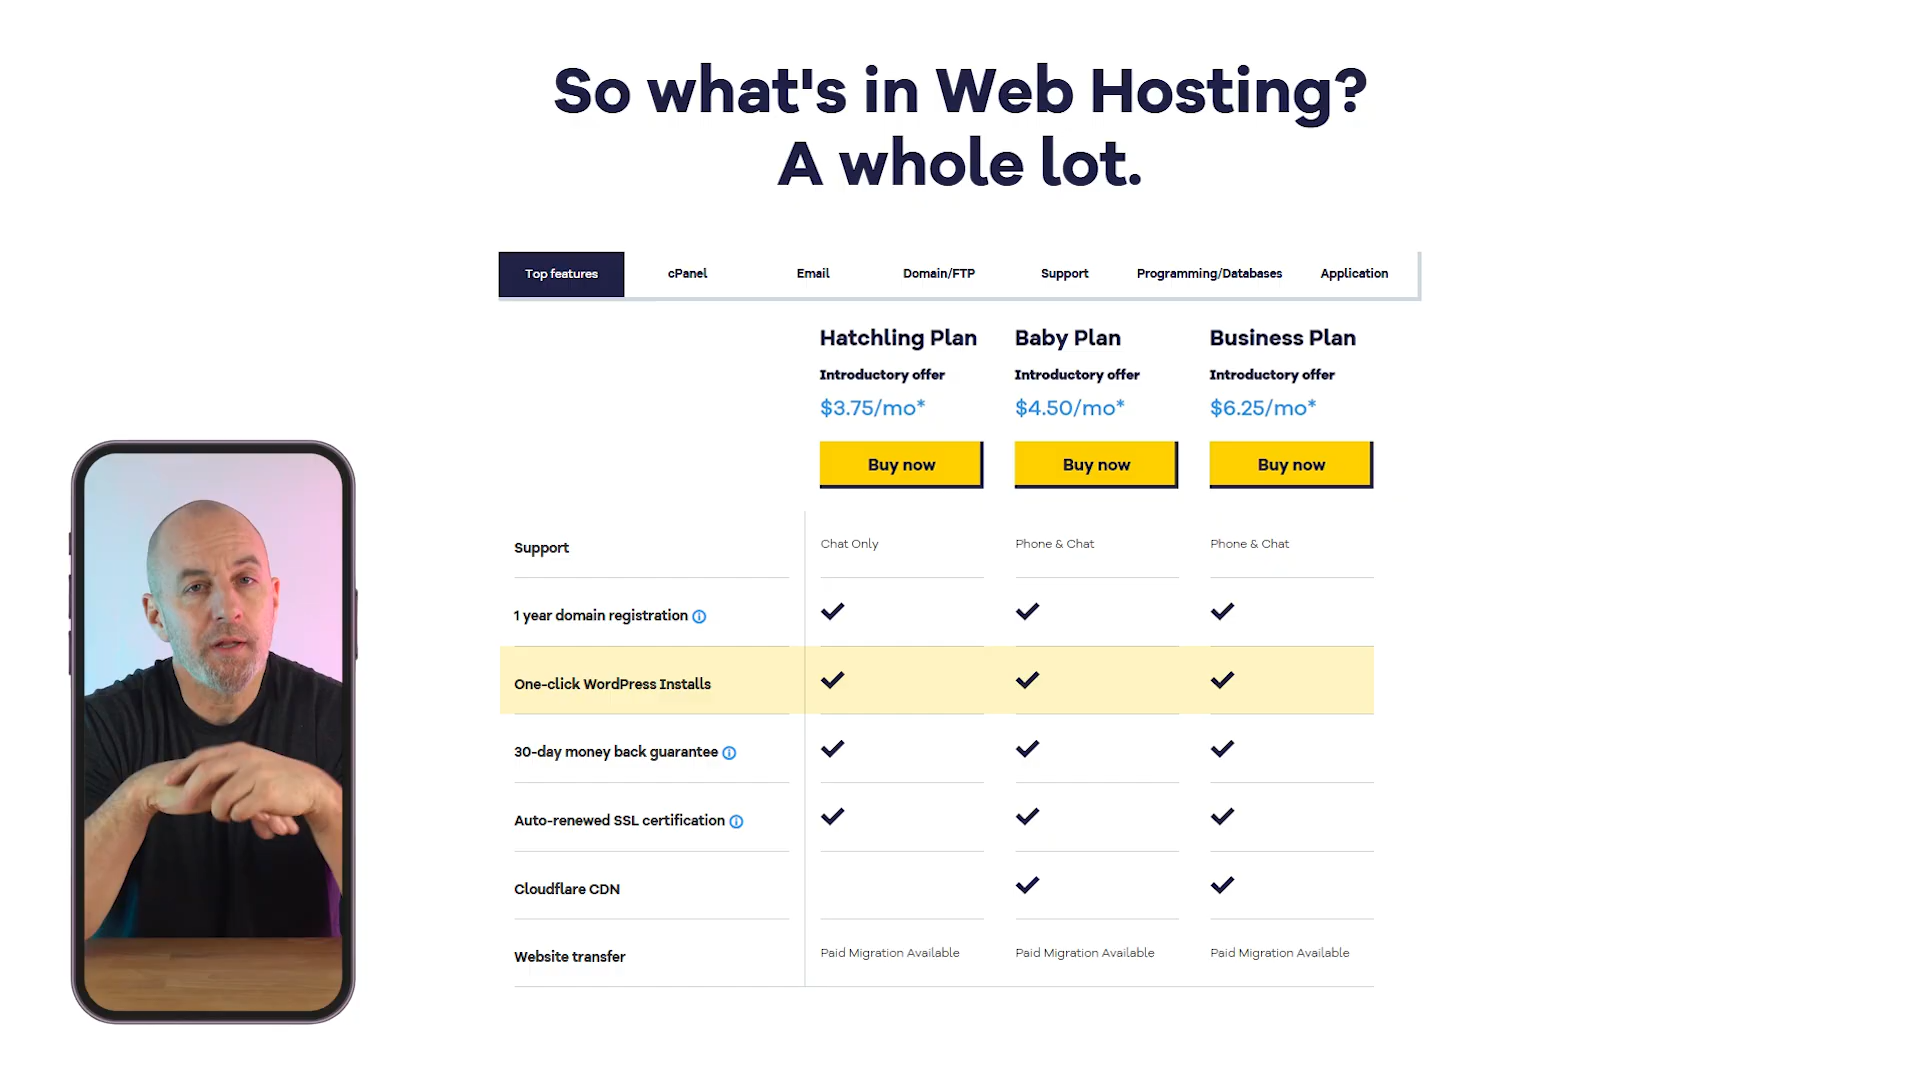 So what's in Web Hosting?
A whole lot.
Top features
cPanel
Email
Domain/FTP
Support
Programming/Databases
Application
Hatchling Plan
Baby Plan
Business Plan
Introductory offer
Introductory offer
Introductory offer
$3.75/mo*
$4.50/mo*
$6.25/mo*
Buy now
Buy now
Buy now
Support
Chat Only
Phone & Chat
Phone & Chat
1 year domain registration
One-click WordPress Installs
30-day money back guarantee
Auto-renewed SSL certification
Cloudflare CDN
Website transfer
Paid Migration Available
Paid Migration Available
Paid Migration Available